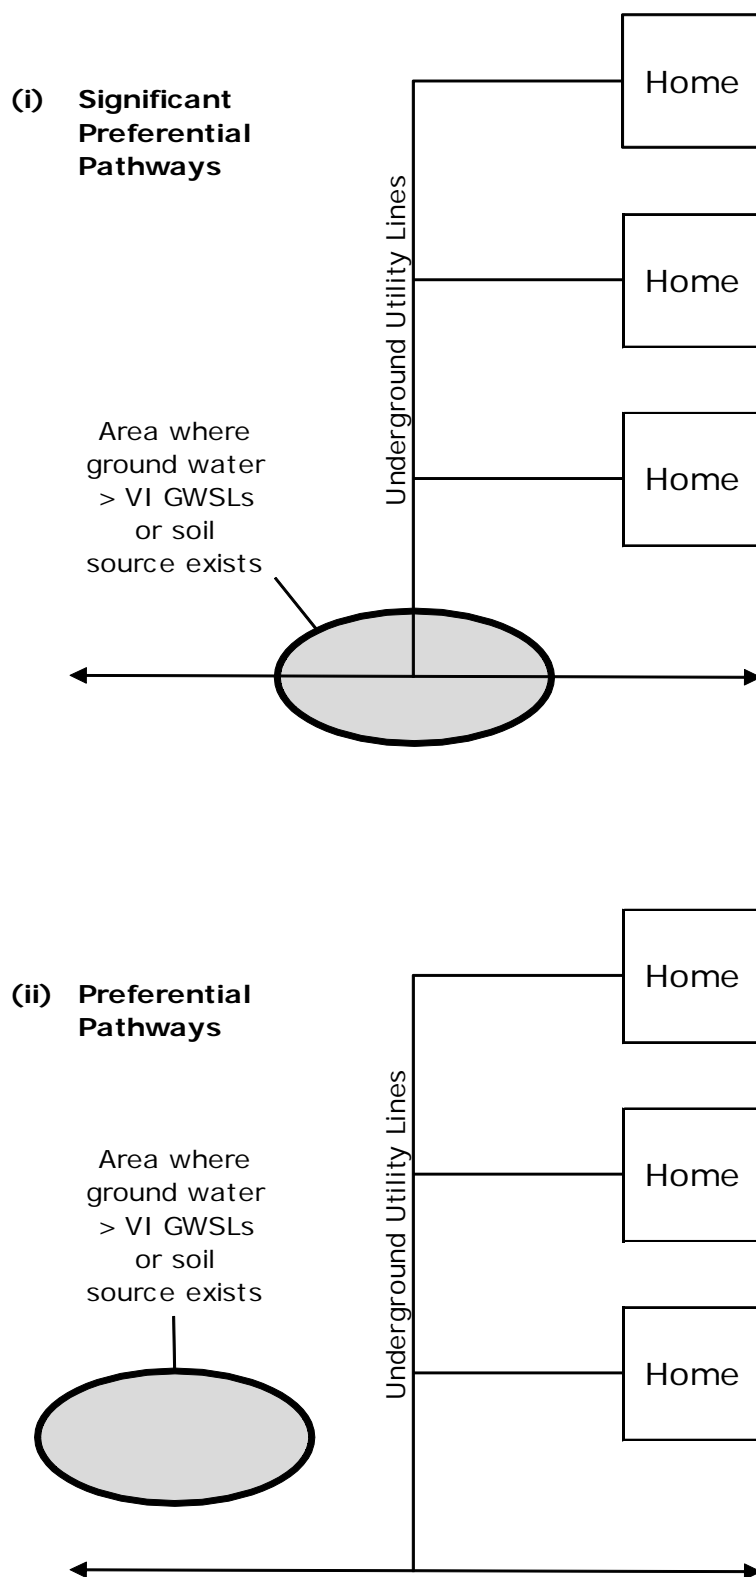 (i) Significant
Preferential
Pathways
Home
Home
Home
Underground Utility Lines
Area where
ground water
> VI GWSLs
or soil
source exists
(ii) Preferential
Pathways
Home
Home
Home
Underground Utility Lines
Area where
ground water
> VI GWSLs
or soil
source exists